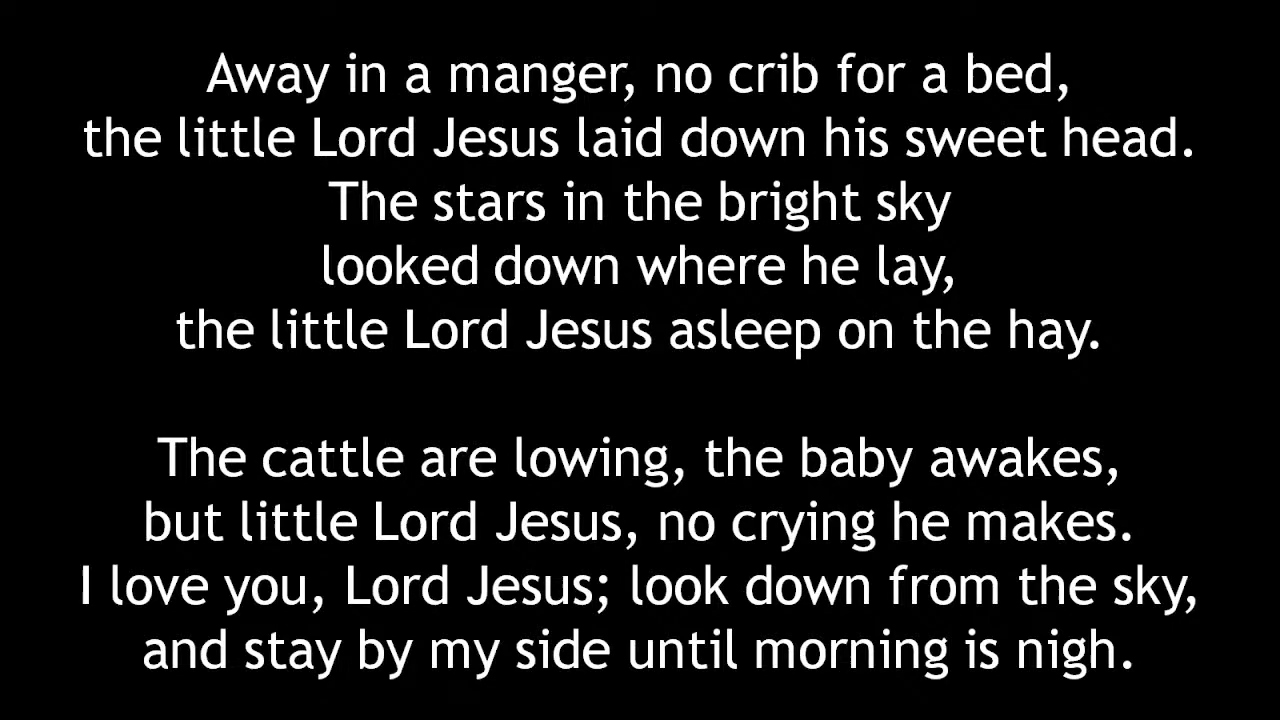 Away in a manger, no crib for a bed,
the little Lord Jesus laid down his sweet head.
The stars in the bright sky
looked down where he lay,
the little Lord Jesus asleep on the hay.
The cattle are lowing, the baby awakes,
but little Lord Jesus, no crying he makes.
I love you, Lord Jesus; look down from the sky,
and stay by my side until morning is nigh.